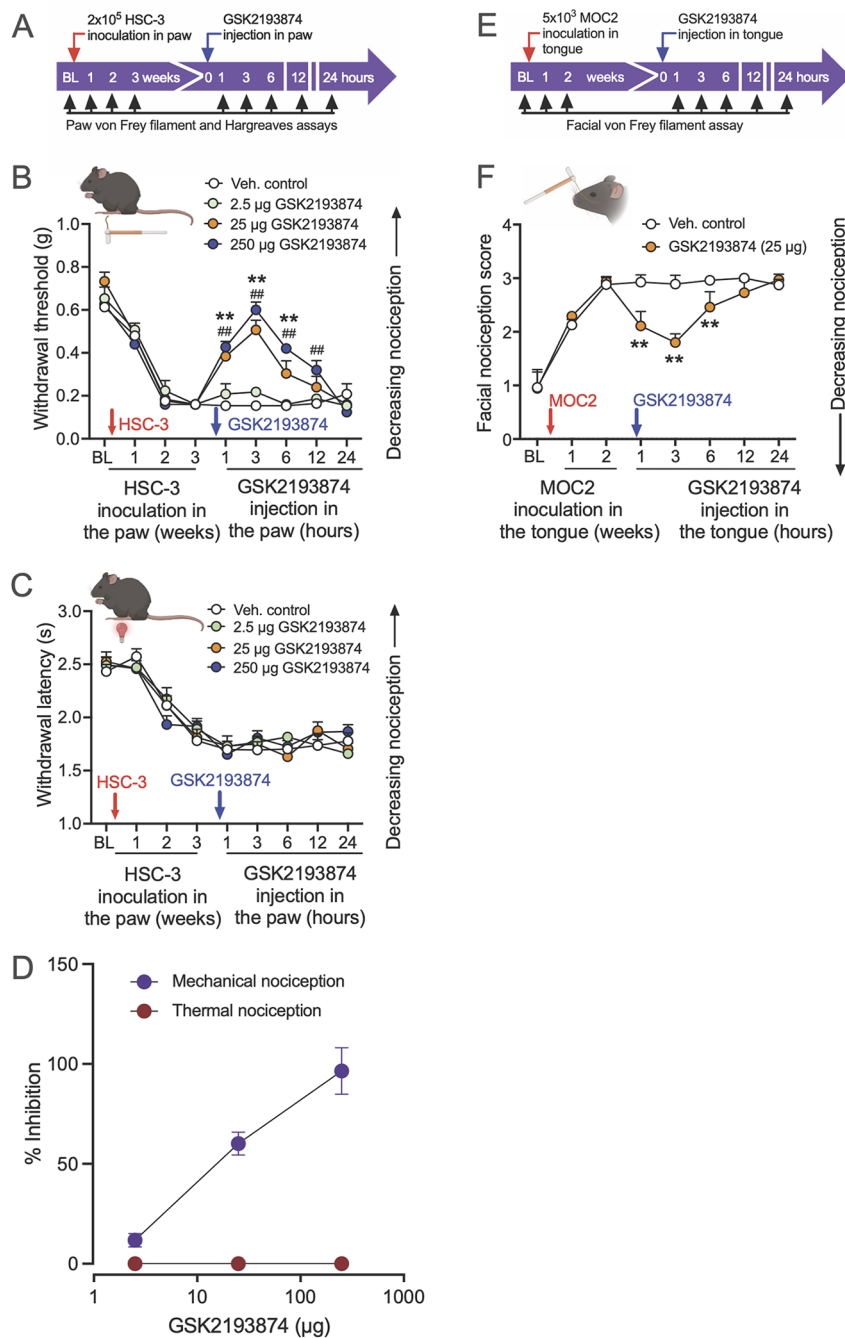 A
2x10⁵ HSC-3
inoculation in paw
GSK2193874
injection in paw
BL 1 2 3 weeks 0 1 3 6 12 24 hours
Paw von Frey filament and Hargreaves assays
E
5x10³ MOC2
inoculation in
tongue
GSK2193874
injection in tongue
BL 1 2 weeks 0 1 3 6 12 24 hours
Facial von Frey filament assay
B
Veh. control
2.5 µg GSK2193874
25 µg GSK2193874
250 µg GSK2193874
Withdrawal threshold (g)
1.0
0.8
0.6
0.4
0.2
0.0
** ## ** ## ** ## ##
HSC-3
GSK2193874
BL 1 2 3 1 3 6 12 24
HSC-3
inoculation in
the paw (weeks)
GSK2193874
injection in
the paw (hours)
Decreasing nociception
F
Veh. control
GSK2193874 (25 µg)
Facial nociception score
4
3
2
1
0
** ** **
MOC2
GSK2193874
BL 1 2 1 3 6 12 24
MOC2
inoculation in
the tongue (weeks)
GSK2193874
injection in
the tongue (hours)
Decreasing nociception
C
Veh. control
2.5 µg GSK2193874
25 µg GSK2193874
250 µg GSK2193874
Withdrawal latency (s)
3.0
2.5
2.0
1.5
1.0
HSC-3
GSK2193874
BL 1 2 3 1 3 6 12 24
HSC-3
inoculation in
the paw (weeks)
GSK2193874
injection in
the paw (hours)
Decreasing nociception
D
Mechanical nociception
Thermal nociception
% Inhibition
150
100
50
0
1 10 100 1000
GSK2193874 (µg)